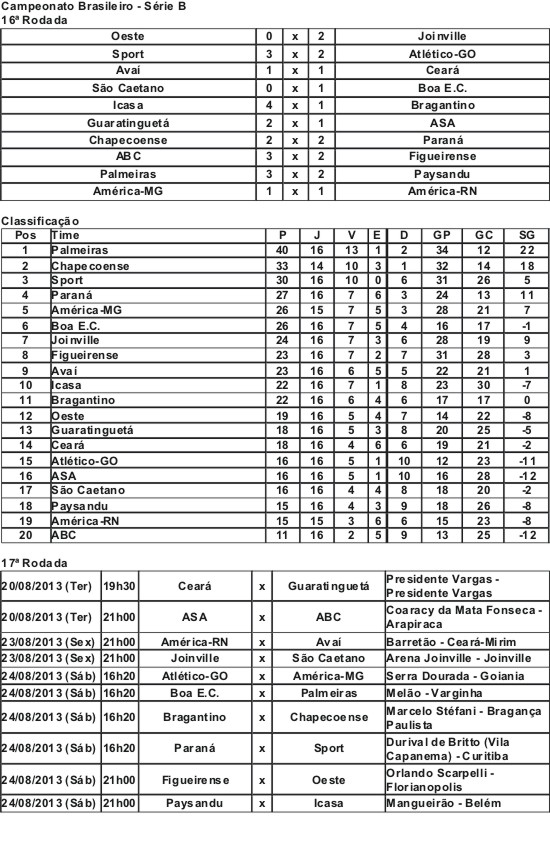 Campeonato Brasileiro - Série B
16ª Rodada
Oeste 0 x 2 Joinville
Sport 3 x 2 Atlético-GO
Avaí 1 x 1 Ceará
São Caetano 0 x 1 Boa E.C.
Icasa 4 x 1 Bragantino
Guaratinguetá 2 x 1 ASA
Chapecoense 2 x 2 Paraná
ABC 3 x 2 Figueirense
Palmeiras 3 x 2 Paysandu
América-MG 1 x 1 América-RN
Classificação
Pos Time P J V E D GP GC SG
1 Palmeiras 40 16 13 1 2 34 12 22
2 Chapecoense 33 14 10 3 1 32 14 18
3 Sport 30 16 10 0 6 31 26 5
4 Paraná 27 16 7 6 3 24 13 11
5 América-MG 26 15 7 5 3 28 21 7
6 Boa E.C. 26 16 7 5 4 16 17 -1
7 Joinville 24 16 7 3 6 28 19 9
8 Figueirense 23 16 7 2 7 31 28 3
9 Avaí 23 16 6 5 5 22 21 1
10 Icasa 22 16 7 1 8 23 30 -7
11 Bragantino 22 16 6 4 6 17 17 0
12 Oeste 19 16 5 4 7 14 22 -8
13 Guaratinguetá 18 16 5 3 8 20 25 -5
14 Ceará 18 16 4 6 6 19 21 -2
15 Atlético-GO 16 16 5 1 10 12 23 -11
16 ASA 16 16 5 1 10 16 28 -12
17 São Caetano 16 16 4 4 8 18 20 -2
18 Paysandu 15 16 4 3 9 18 26 -8
19 América-RN 15 15 3 6 6 15 23 -8
20 ABC 11 16 2 5 9 13 25 -12
17ª Rodada
20/08/2013 (Ter) 19h30 Ceará x Guaratinguetá Presidente Vargas -
Presidente Vargas
20/08/2013 (Ter) 21h00 ASA x ABC Coaracy da Mata Fonseca -
Arapiraca
23/08/2013 (Sex) 21h00 América-RN x Avaí Barretão - Ceará-Mirim
23/08/2013 (Sex) 21h00 Joinville x São Caetano Arena Joinville - Joinville
24/08/2013 (Sáb) 16h20 Atlético-GO x América-MG Serra Dourada - Goiania
24/08/2013 (Sáb) 16h20 Boa E.C. x Palmeiras Melão - Varginha
24/08/2013 (Sáb) 16h20 Bragantino x Chapecoense Marcelo Stéfani - Bragança
Paulista
24/08/2013 (Sáb) 16h20 Paraná x Sport Durival de Britto (Vila
Capanema) - Curitiba
24/08/2013 (Sáb) 21h00 Figueirense x Oeste Orlando Scarpelli -
Florianopolis
24/08/2013 (Sáb) 21h00 Paysandu x Icasa Mangueirão - Belém